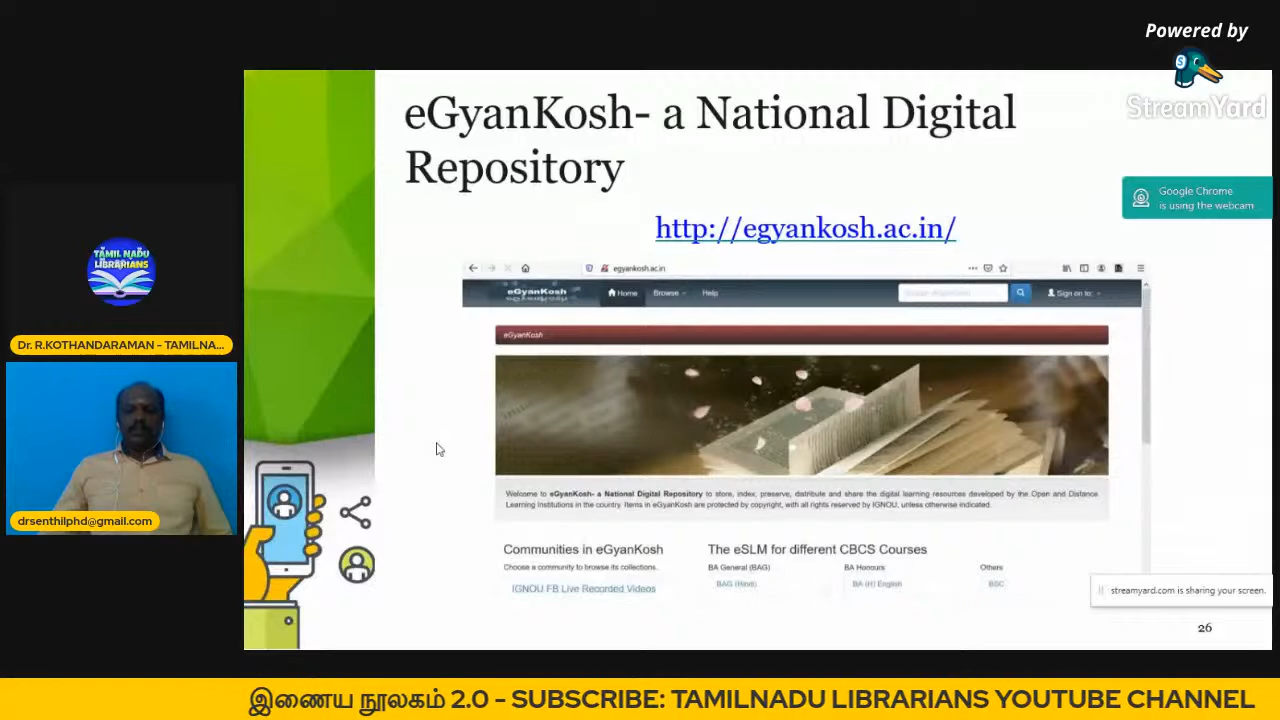 Powered by
StreamYard
eGyanKosh- a National Digital
Repository
http://egyankosh.ac.in/
Google Chrome
is using the webcam
egyankosh.ac.in
eGyanKosh
Home
Browse
Help
Sign on to:
eGyanKosh
Welcome to eGyanKosh- a National Digital Repository to store, index, preserve, distribute and share the digital learning resources developed by the Open and Distance
Learning Institutions in the country. Items in eGyanKosh are protected by copyright, with all rights reserved by IGNOU, unless otherwise indicated.
Communities in eGyanKosh
Choose a community to browse its collections.
IGNOU FB Live Recorded Videos
The eSLM for different CBCS Courses
BA General (BAG)
BA Honours
Others
BAG (Hindi)
BA (H) English
BSC
streamyard.com is sharing your screen.
26
TAMIL NADU
LIBRARIANS
Dr. R.KOTHANDARAMAN - TAMILNA...
drsenthilphd@gmail.com
இணைய நூலகம் 2.0 - SUBSCRIBE: TAMILNADU LIBRARIANS YOUTUBE CHANNEL